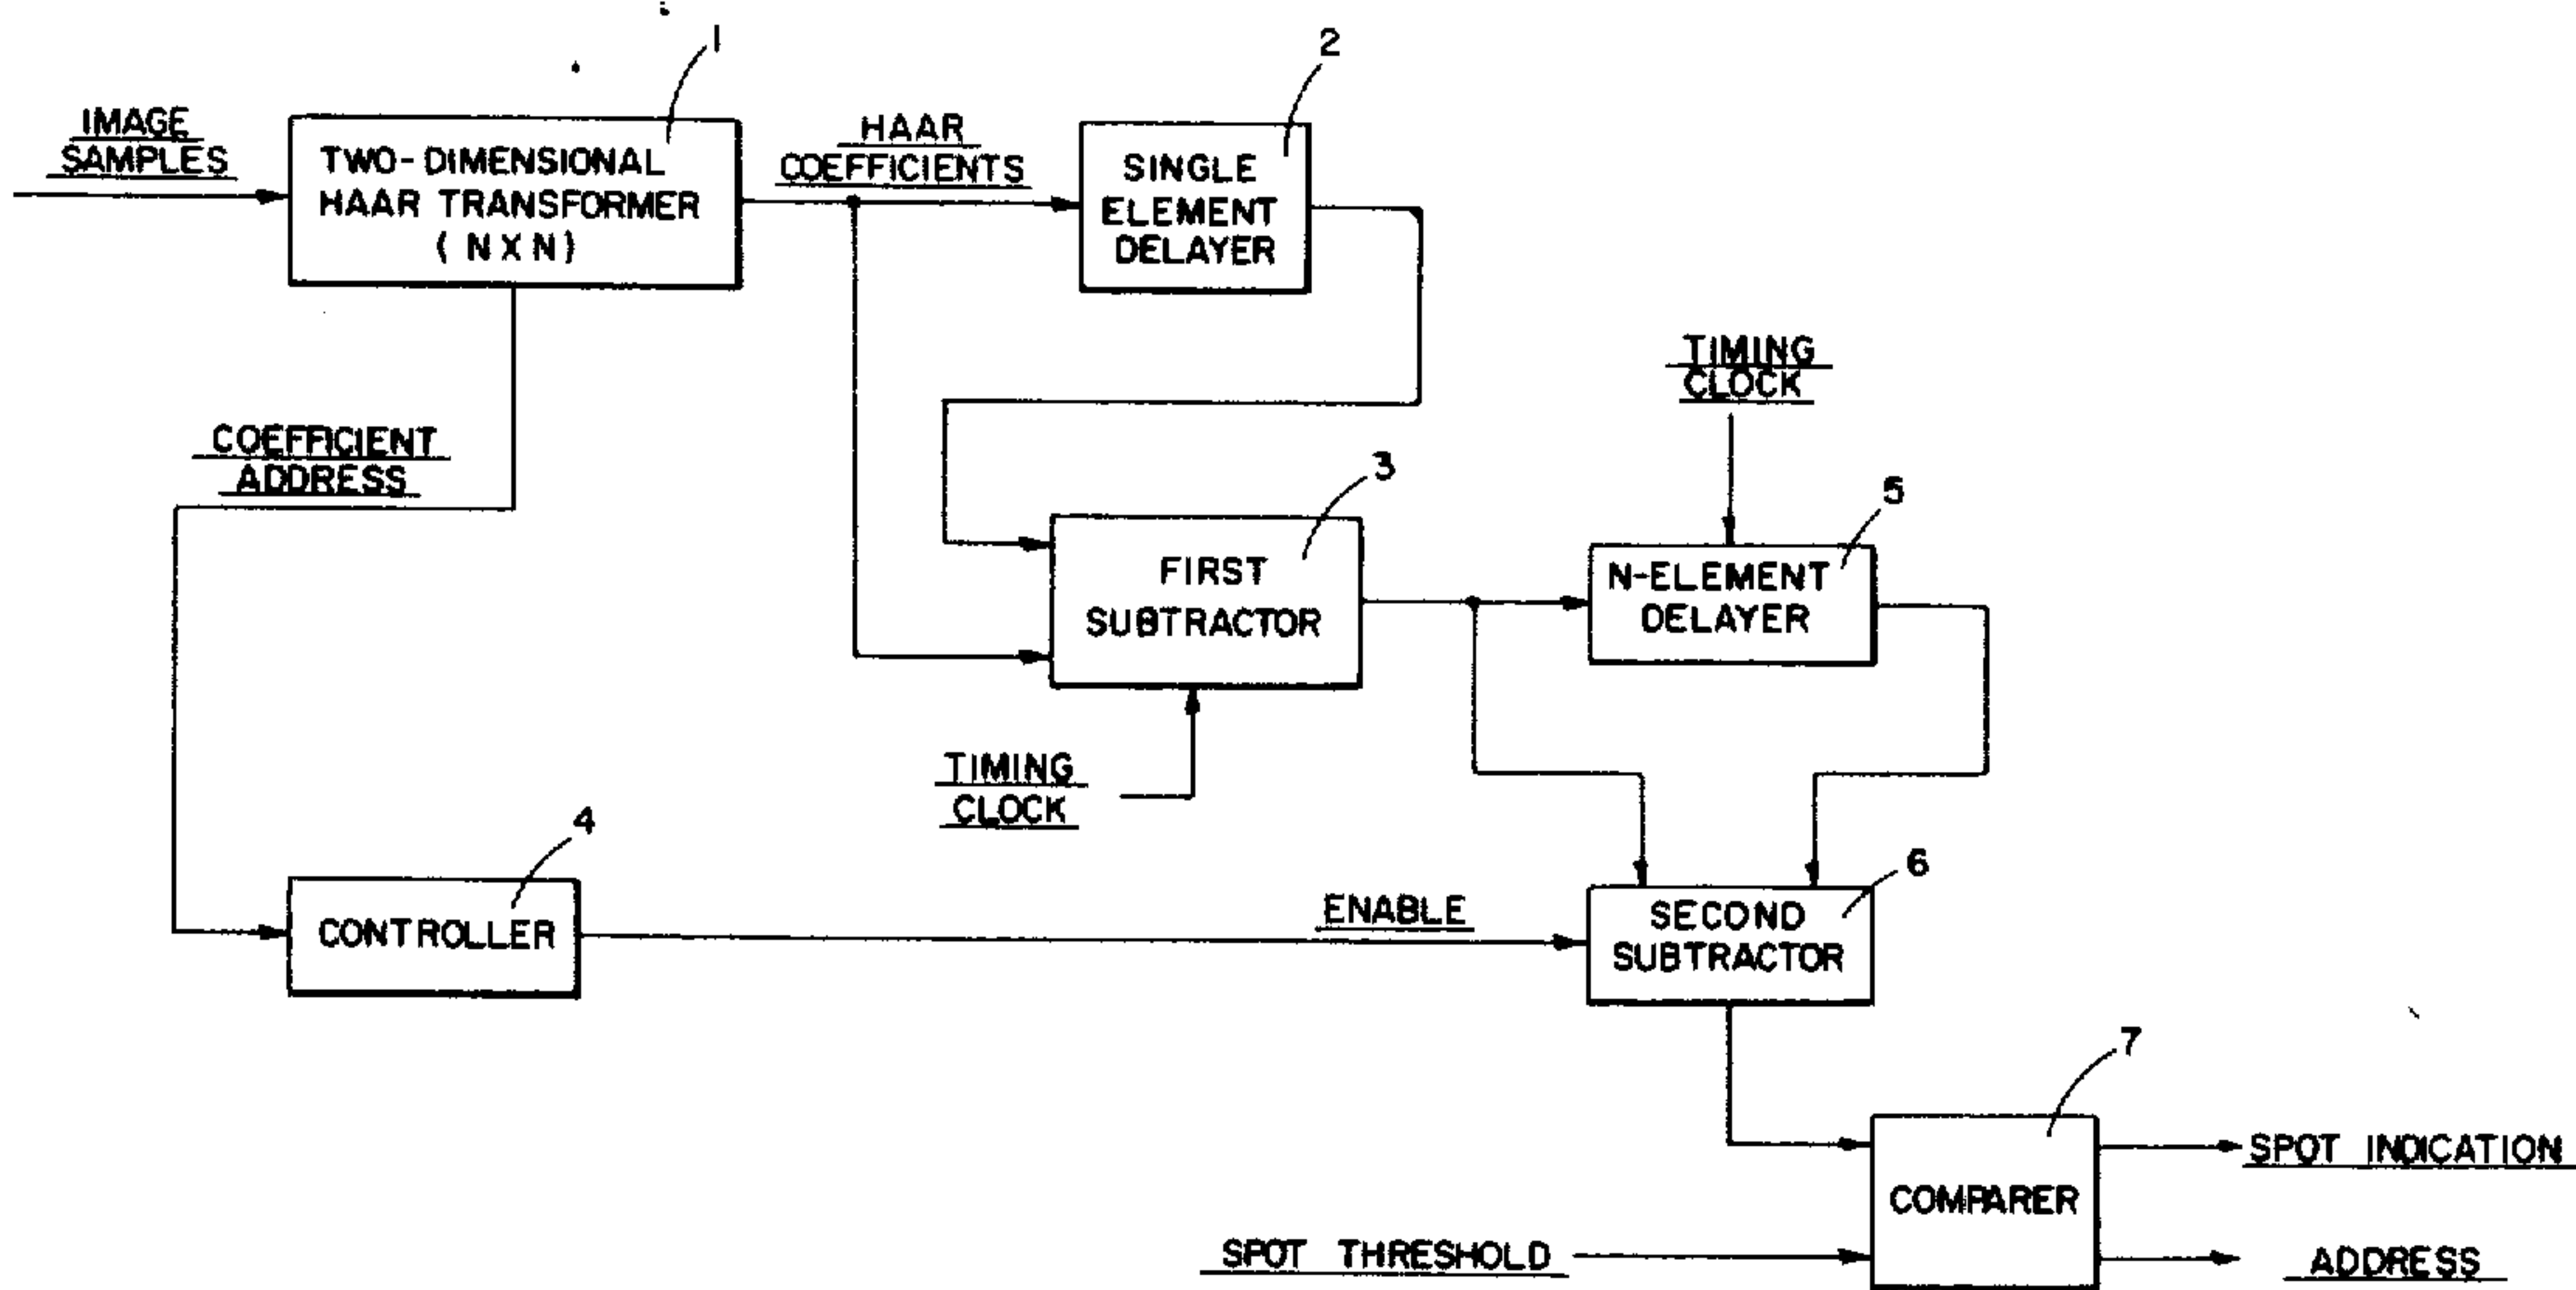 1
2
IMAGE
SAMPLES
TWO-DIMENSIONAL
HAAR TRANSFORMER
(NXN)
HAAR
COEFFICIENTS
SINGLE
ELEMENT
DELAYER
TIMING
CLOCK
COEFFICIENT
ADDRESS
3
5
FIRST
SUBTRACTOR
N-ELEMENT
DELAYER
TIMING
CLOCK
4
CONTROLLER
ENABLE
6
SECOND
SUBTRACTOR
7
COMPARER
SPOT INDICATION
SPOT THRESHOLD
ADDRESS